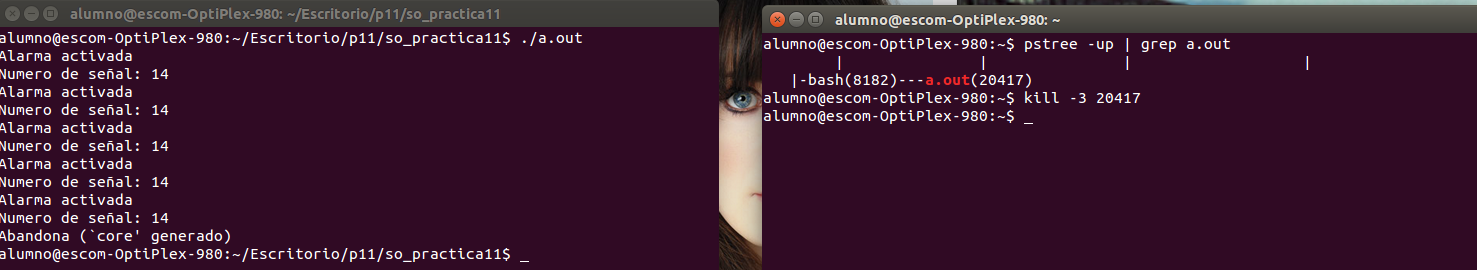 alumno@escom-OptiPlex-980: ~/Escritorio/p11/so_practica11
alumno@escom-OptiPlex-980:~/Escritorio/p11/so_practica11$ ./a.out
Alarma activada
Numero de señal: 14
Alarma activada
Numero de señal: 14
Alarma activada
Numero de señal: 14
Alarma activada
Numero de señal: 14
Alarma activada
Numero de señal: 14
Abandona (`core' generado)
alumno@escom-OptiPlex-980:~/Escritorio/p11/so_practica11$ _
alumno@escom-OptiPlex-980: ~
alumno@escom-OptiPlex-980:~$ pstree -up | grep a.out
| | | |
|-bash(8182)---a.out(20417)
alumno@escom-OptiPlex-980:~$ kill -3 20417
alumno@escom-OptiPlex-980:~$ _